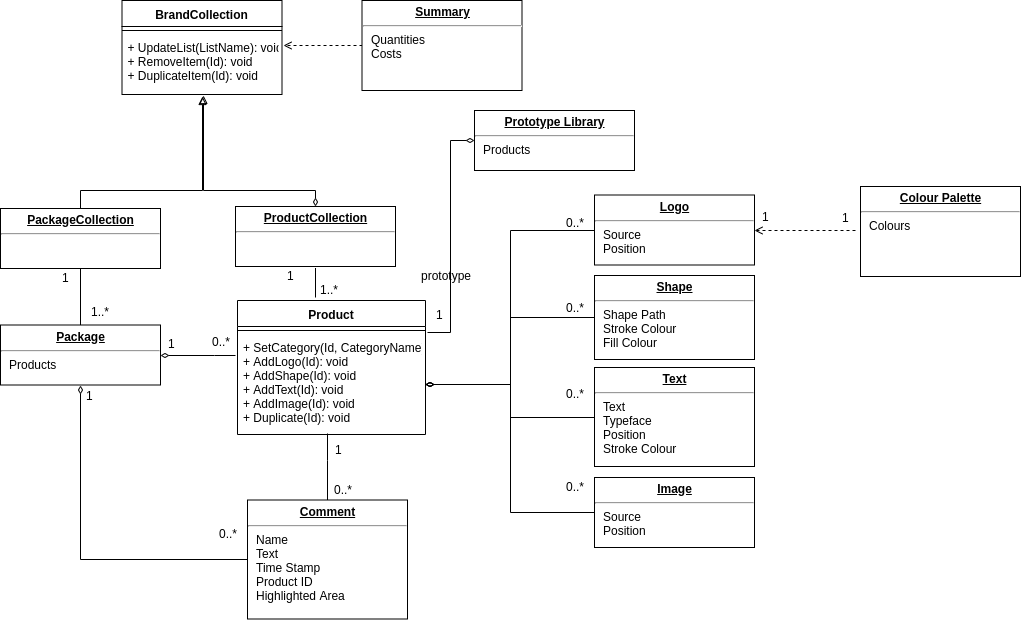 BrandCollection
+ UpdateList(ListName): void
+ RemoveItem(Id): void
+ DuplicateItem(Id): void
Summary
Quantities
Costs
Prototype Library
Products
PackageCollection
ProductCollection
Logo
Source
Position
0..*
1
1
Colour Palette
Colours
1
1..*
1
1..*
prototype
1
Shape
Shape Path
Stroke Colour
Fill Colour
0..*
Package
Products
1
0..*
1
Product
+ SetCategory(Id, CategoryName
+ AddLogo(Id): void
+ AddShape(Id): void
+ AddText(Id): void
+ AddImage(Id): void
+ Duplicate(Id): void
Text
Text
Typeface
Position
Stroke Colour
0..*
1
0..*
0..*
Image
Source
Position
0..*
Comment
Name
Text
Time Stamp
Product ID
Highlighted Area